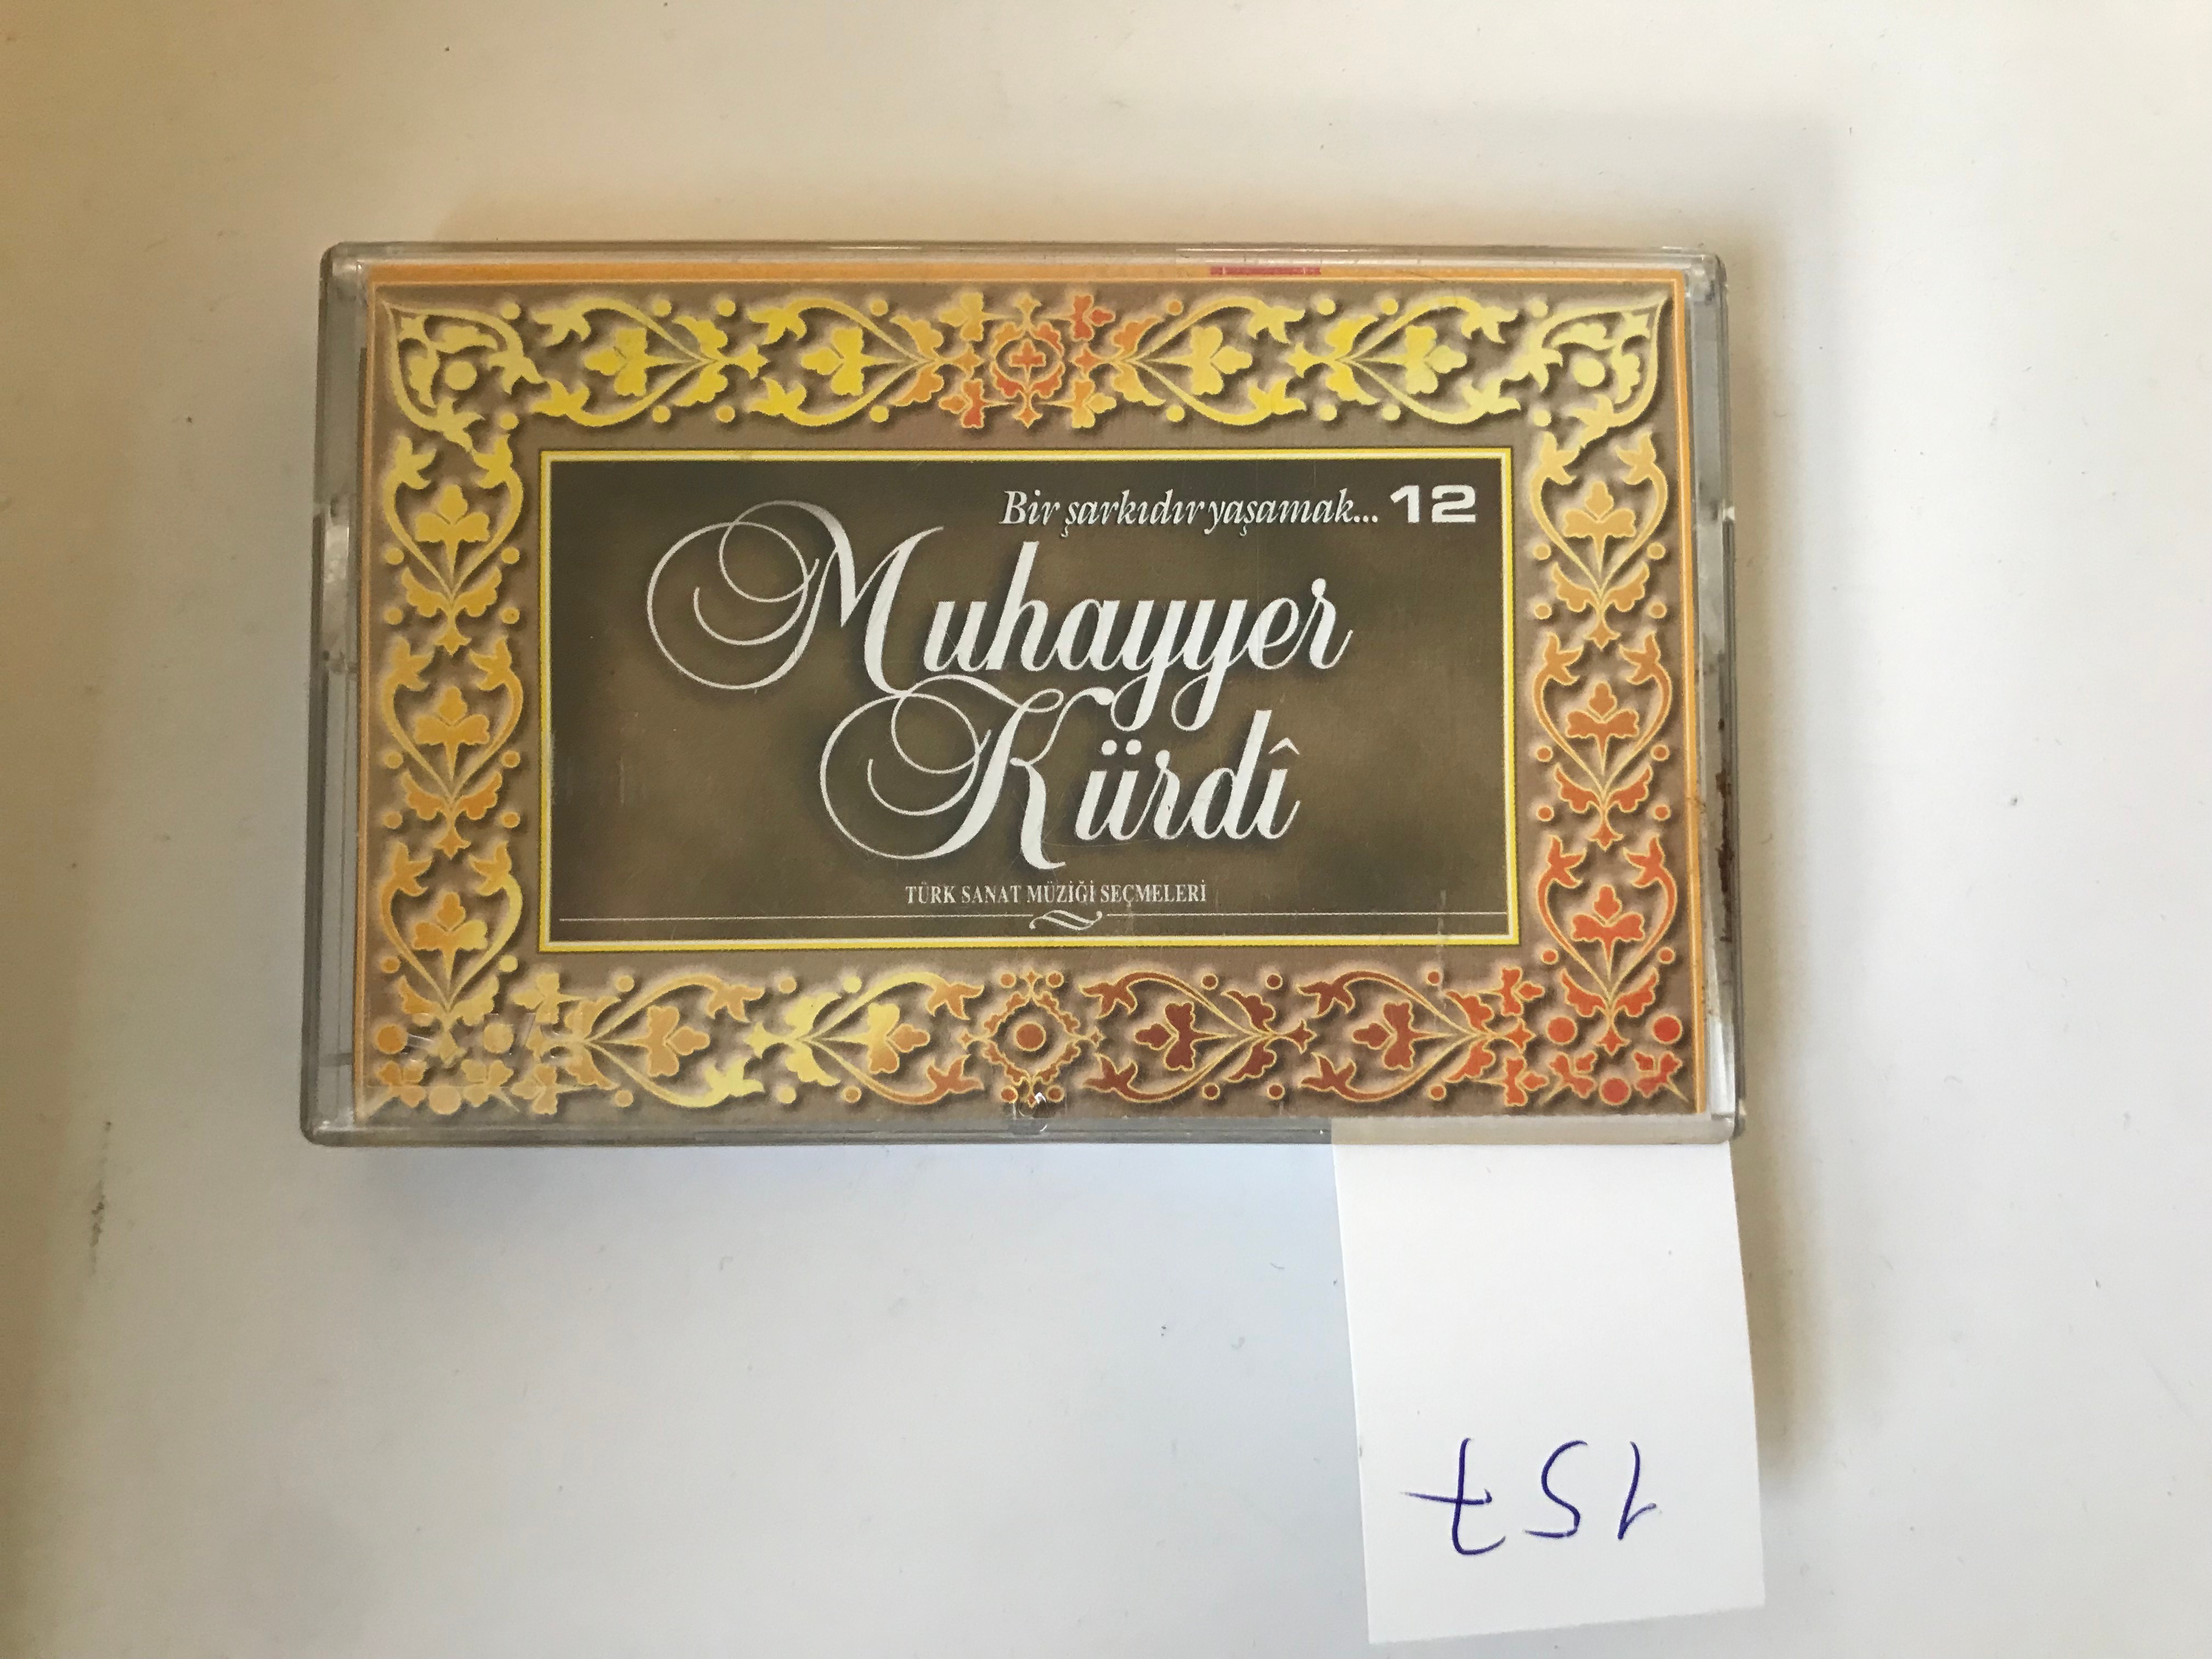 Bir şarkıdır yaşamak... 12
Muhayyer
Kürdî
TÜRK SANAT MÜZİĞİ SEÇMELERİ
157